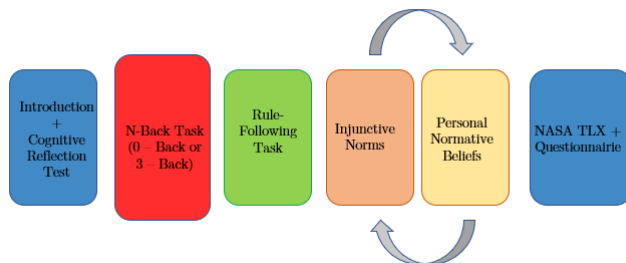 Introduction
+
Cognitive
Reflection
Test
N-Back Task
(0 – Back or
3 – Back)
Rule-
Following
Task
Injunctive
Norms
Personal
Normative
Beliefs
NASA TLX +
Questionnairie